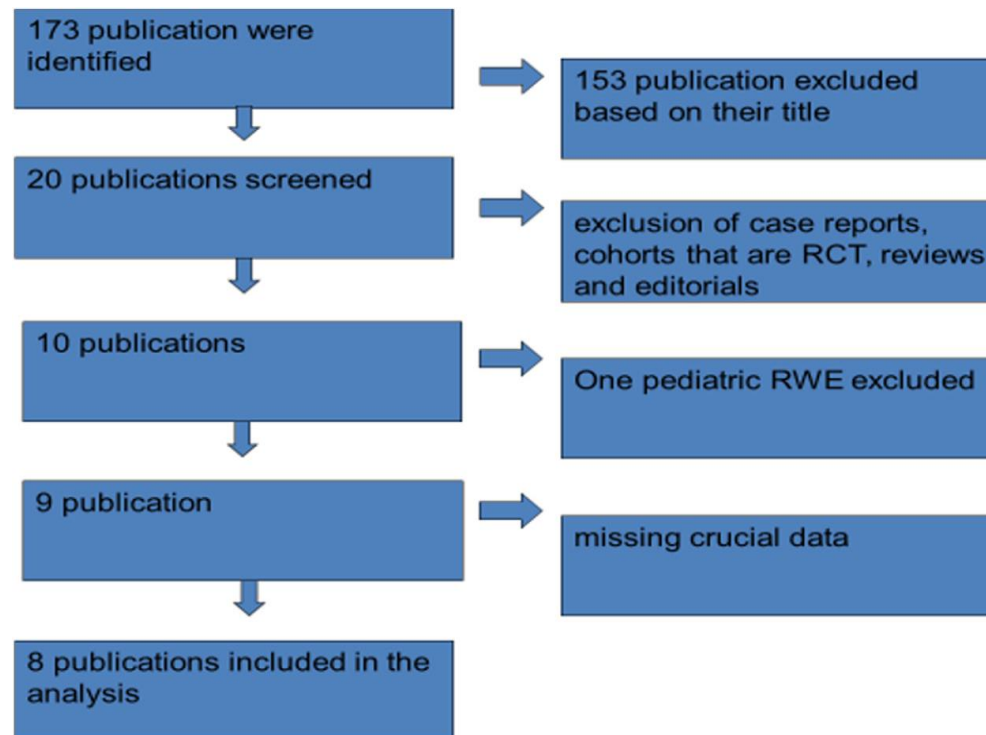 173 publication were
identified
153 publication excluded
based on their title
20 publications screened
exclusion of case reports,
cohorts that are RCT, reviews
and editorials
10 publications
One pediatric RWE excluded
9 publication
missing crucial data
8 publications included in the
analysis